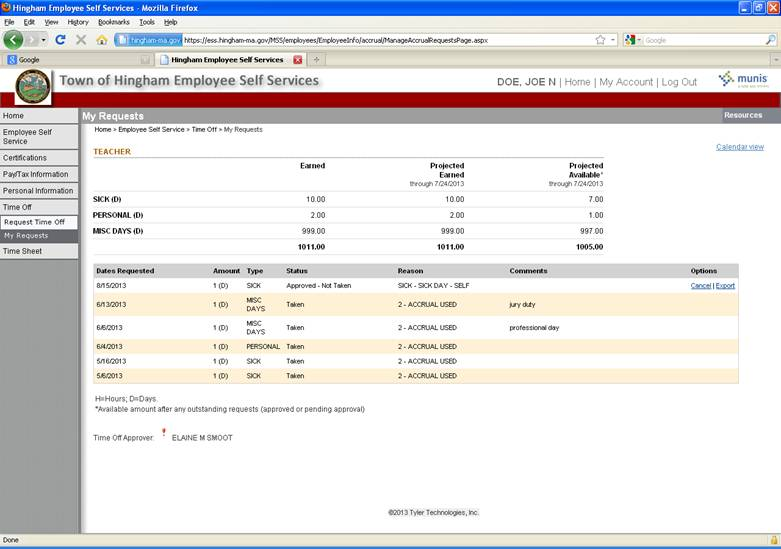 Hingham Employee Self Services - Mozilla Firefox
File Edit View History Bookmarks Tools Help
hingham-ma.gov https://ess.hingham-ma.gov/MSS/employees/EmployeeInfo/accrual/ManageAccrualRequestsPage.aspx Google
Google Hingham Employee Self Services
Town of Hingham Employee Self Services DOE, JOE N | Home | My Account | Log Out munis
My Requests Resources
Home
Employee Self Service
Certifications
Pay/Tax Information
Personal Information
Time Off
Request Time Off
My Requests
Time Sheet
Home > Employee Self Service > Time Off > My Requests
Calendar view
TEACHER
Earned Projected Earned through 7/24/2013 Projected Available* through 7/24/2013
SICK (D) 10.00 10.00 7.00
PERSONAL (D) 2.00 2.00 1.00
MISC DAYS (D) 999.00 999.00 997.00
1011.00 1011.00 1005.00
Dates Requested Amount Type Status Reason Comments Options
8/15/2013 1 (D) SICK Approved - Not Taken SICK - SICK DAY - SELF Cancel | Export
6/13/2013 1 (D) MISC DAYS Taken 2 - ACCRUAL USED jury duty
6/6/2013 1 (D) MISC DAYS Taken 2 - ACCRUAL USED professional day
6/4/2013 1 (D) PERSONAL Taken 2 - ACCRUAL USED
5/16/2013 1 (D) SICK Taken 2 - ACCRUAL USED
5/6/2013 1 (D) SICK Taken 2 - ACCRUAL USED
H=Hours; D=Days.
*Available amount after any outstanding requests (approved or pending approval)
Time Off Approver: ELAINE M SMOOT
©2013 Tyler Technologies, Inc.
Done